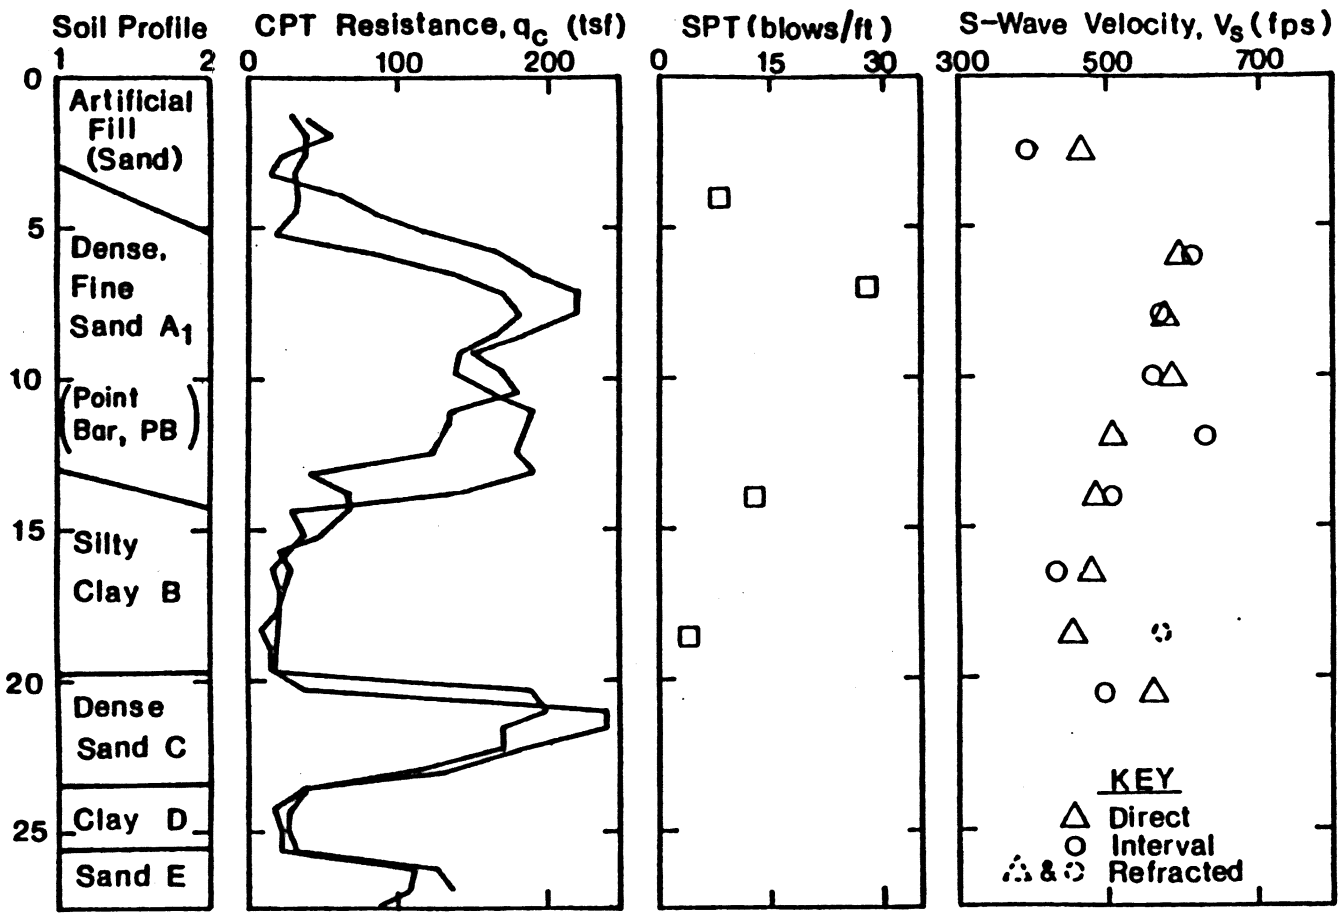 Soil Profile
CPT Resistance, qc (tsf)
SPT (blows/ft)
S-Wave Velocity, Vs (fps)
1 2
0 100 200
0 15 30
300 500 700
0
5
10
15
20
25
Artificial
Fill
(Sand)
Dense,
Fine
Sand A1
(Point
Bar, PB)
Silty
Clay B
Dense
Sand C
Clay D
Sand E
KEY
Direct
Interval
& Refracted